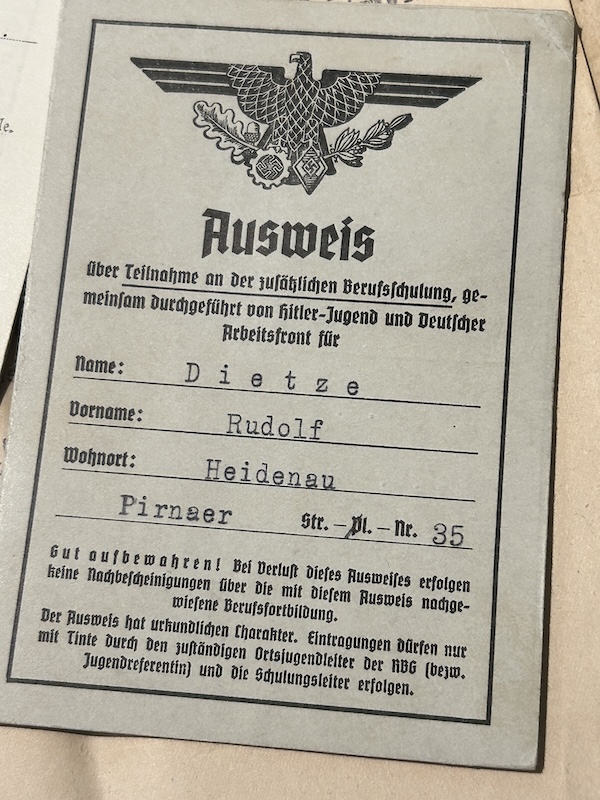 Ausweis
über Teilnahme an der zusätzlichen Berufsschulung, ge-
meinsam durchgeführt von Hitler-Jugend und Deutscher
Arbeitsfront für
Name: Dietze
Vorname: Rudolf
Wohnort: Heidenau
Pirnaer Str. – Pl. – Nr. 35
Gut aufbewahren! Bei Verlust dieses Ausweises erfolgen
keine Nachbescheinigungen über die mit diesem Ausweis nachge-
wiesene Berufsfortbildung.
Der Ausweis hat urkundlichen Charakter. Eintragungen dürfen nur
mit Tinte durch den zuständigen Ortsjugendleiter der RBG (bezw.
Jugendreferentin) und die Schulungsleiter erfolgen.